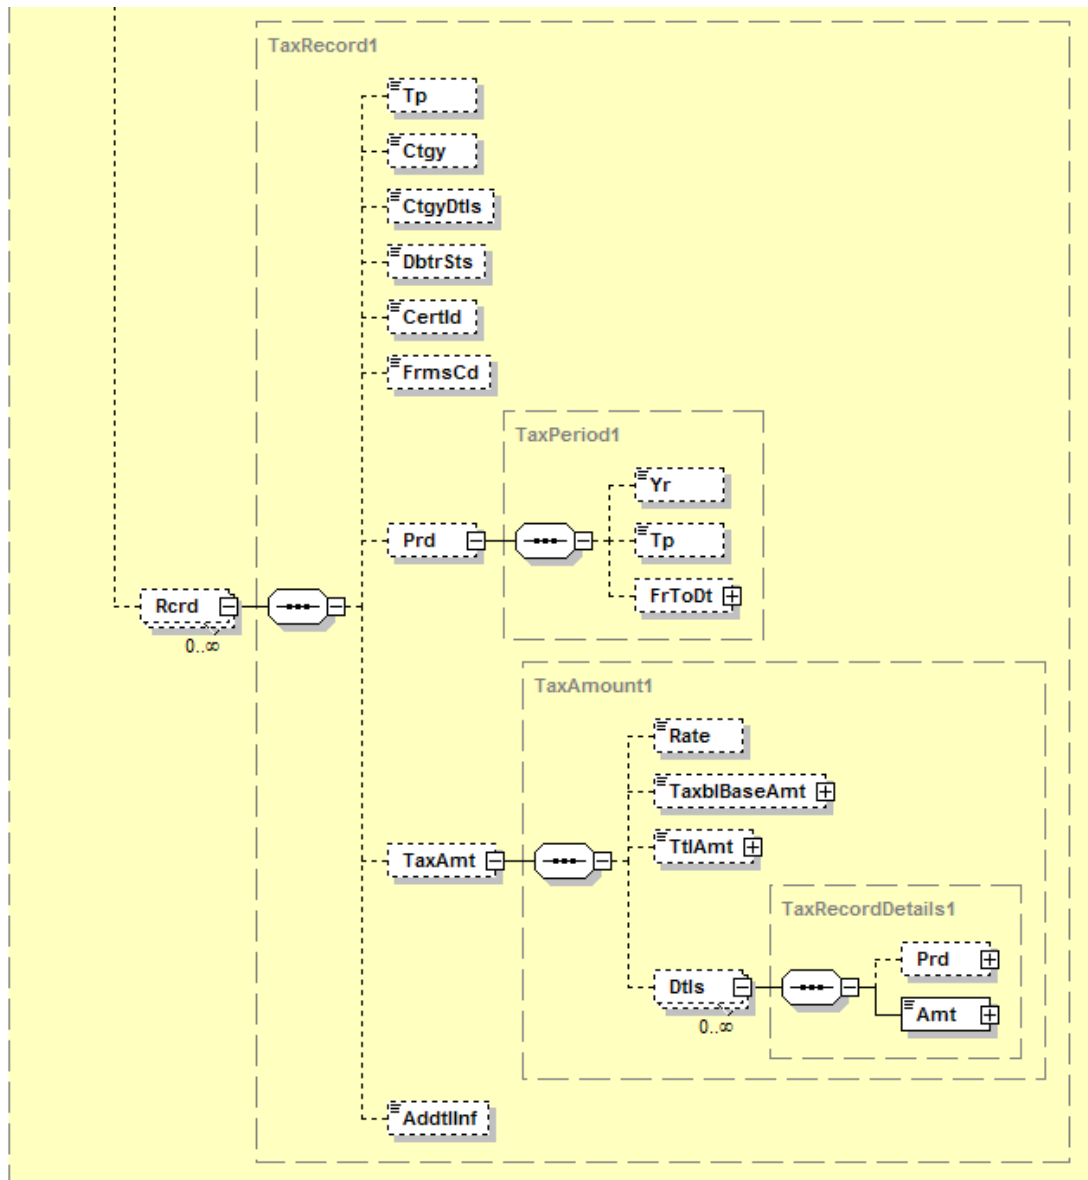 TaxRecord1
Tp
Ctgy
CtgyDtls
DbtrSts
CertId
FrmsCd
TaxPeriod1
Yr
Prd
Tp
FrToDt
Rcrd
0..∞
TaxAmount1
Rate
TaxblBaseAmt
TtlAmt
TaxAmt
TaxRecordDetails1
Prd
Dtls
Amt
0..∞
AddtlInf